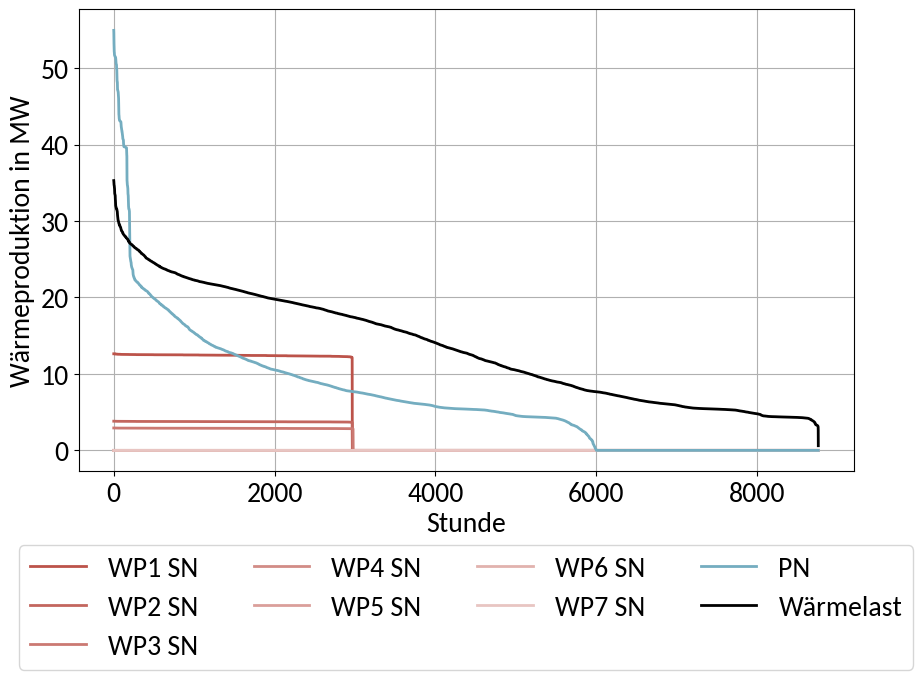 Wärmeproduktion in MW
50
40
30
20
10
0
0 2000 4000 6000 8000
Stunde
WP1 SN WP4 SN WP6 SN PN
WP2 SN WP5 SN WP7 SN Wärmelast
WP3 SN